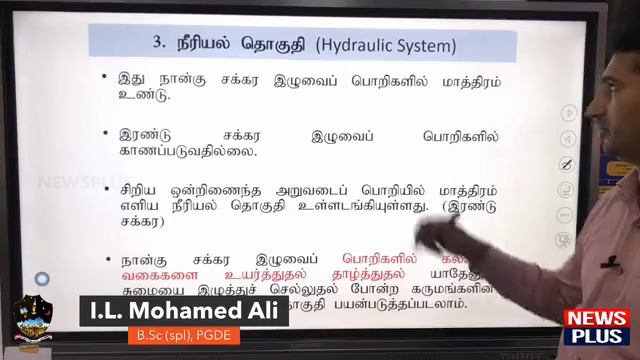 3. நீரியல் தொகுதி (Hydraulic System)
• இது நான்கு சக்கர இழுவைப் பொறிகளில் மாத்திரம்
உண்டு.
• இரண்டு சக்கர இழுவைப் பொறிகளில்
காணப்படுவதில்லை.
NEWSPLUS
• சிறிய ஒன்றிணைந்த அறுவடைப் பொறியில் மாத்திரம்
எளிய நீரியல் தொகுதி உள்ளடங்கியுள்ளது. (இரண்டு
சக்கர)
• நான்கு சக்கர இழுவைப் பொறிகளில்
வகைகளை உயர்த்துதல் தாழ்த்துதல்
சுமையை இழுத்துச் செல்லுதல் போன்ற கருமங்களின்
பயன்படுத்தப்படலாம்.
I.L. Mohamed Ali
B.Sc (spl), PGDE
NEWS
PLUS